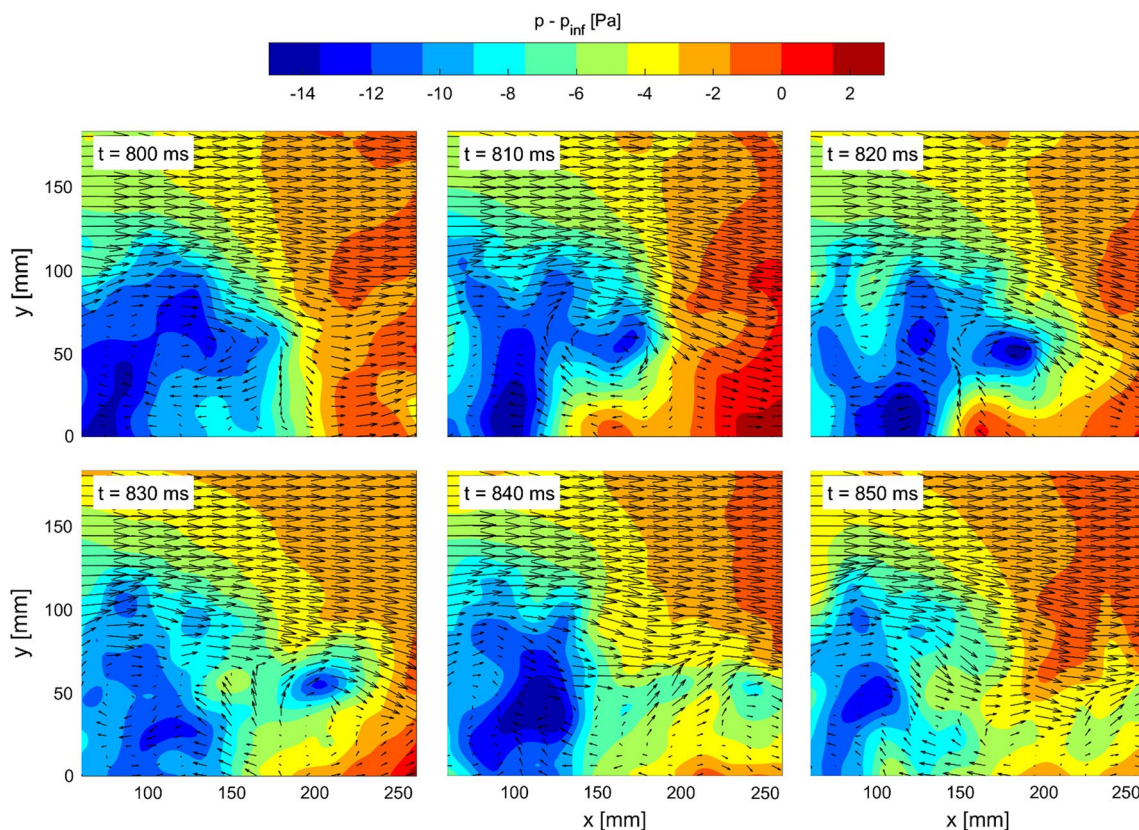 p - p_inf [Pa]
-14 -12 -10 -8 -6 -4 -2 0 2
t = 800 ms t = 810 ms t = 820 ms
y [mm]
150
100
50
0
t = 830 ms t = 840 ms t = 850 ms
y [mm]
150
100
50
0
100 150 200 250 100 150 200 250 100 150 200 250
x [mm] x [mm]